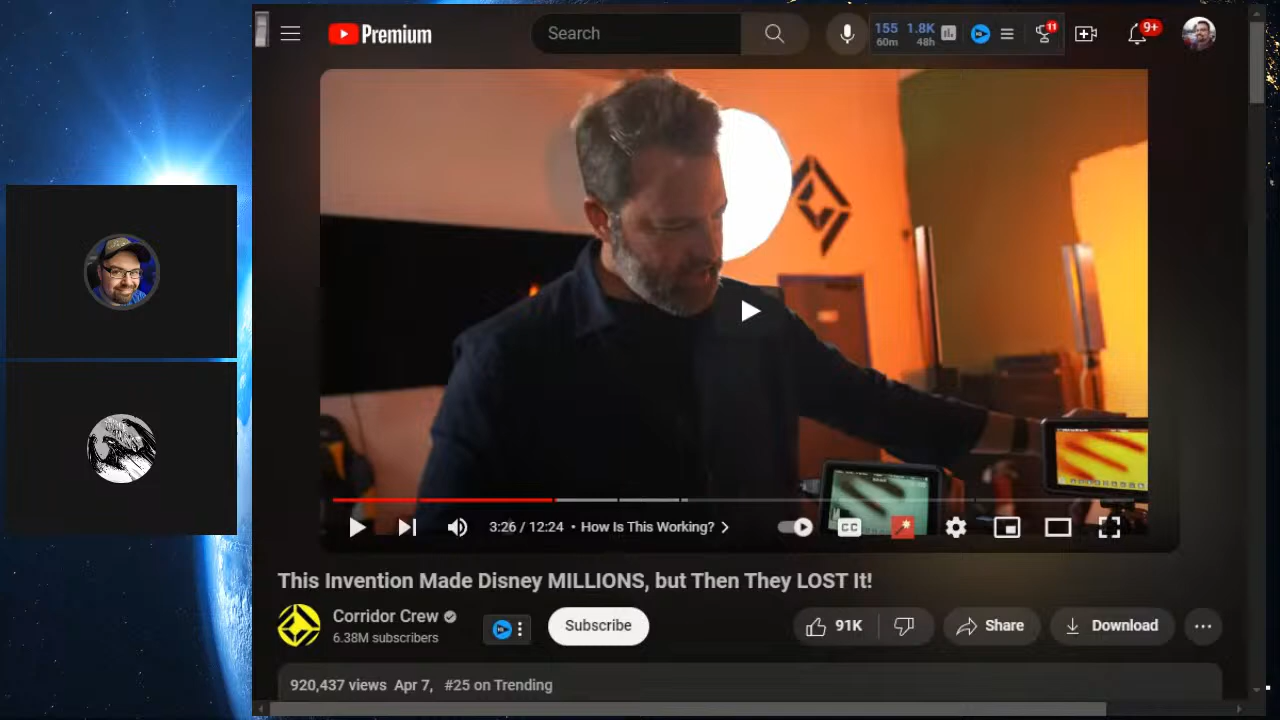 Premium
Search
155 1.8K
60m 48h
11
9+
3:26 / 12:24 • How Is This Working?
CC
This Invention Made Disney MILLIONS, but Then They LOST It!
Corridor Crew
6.38M subscribers
Subscribe
91K
Share
Download
920,437 views Apr 7, #25 on Trending